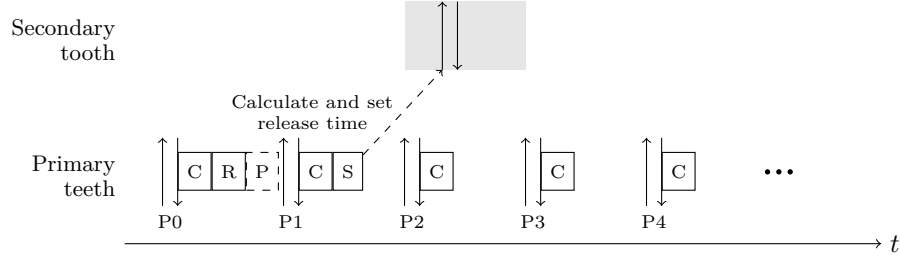 Secondary
tooth
Calculate and set
release time
Primary
teeth
C R P C S C C C ...
P0 P1 P2 P3 P4
t